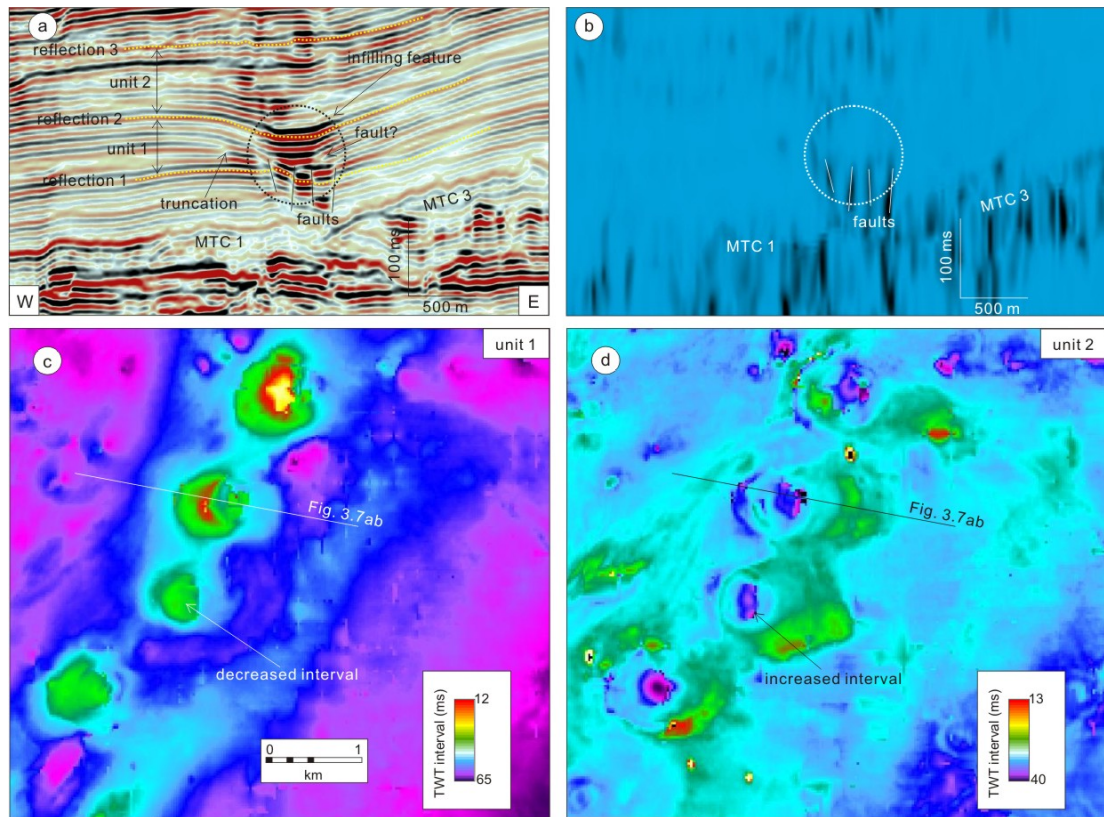 a
reflection 3
unit 2
infilling feature
reflection 2
fault?
unit 1
reflection 1
truncation
faults
MTC 3
MTC 1
100 ms
500 m
W
E
b
faults
MTC 3
MTC 1
100 ms
500 m
c
unit 1
Fig. 3.7ab
decreased interval
0 1
km
TWT interval (ms)
12
65
d
unit 2
Fig. 3.7ab
increased interval
TWT interval (ms)
13
40